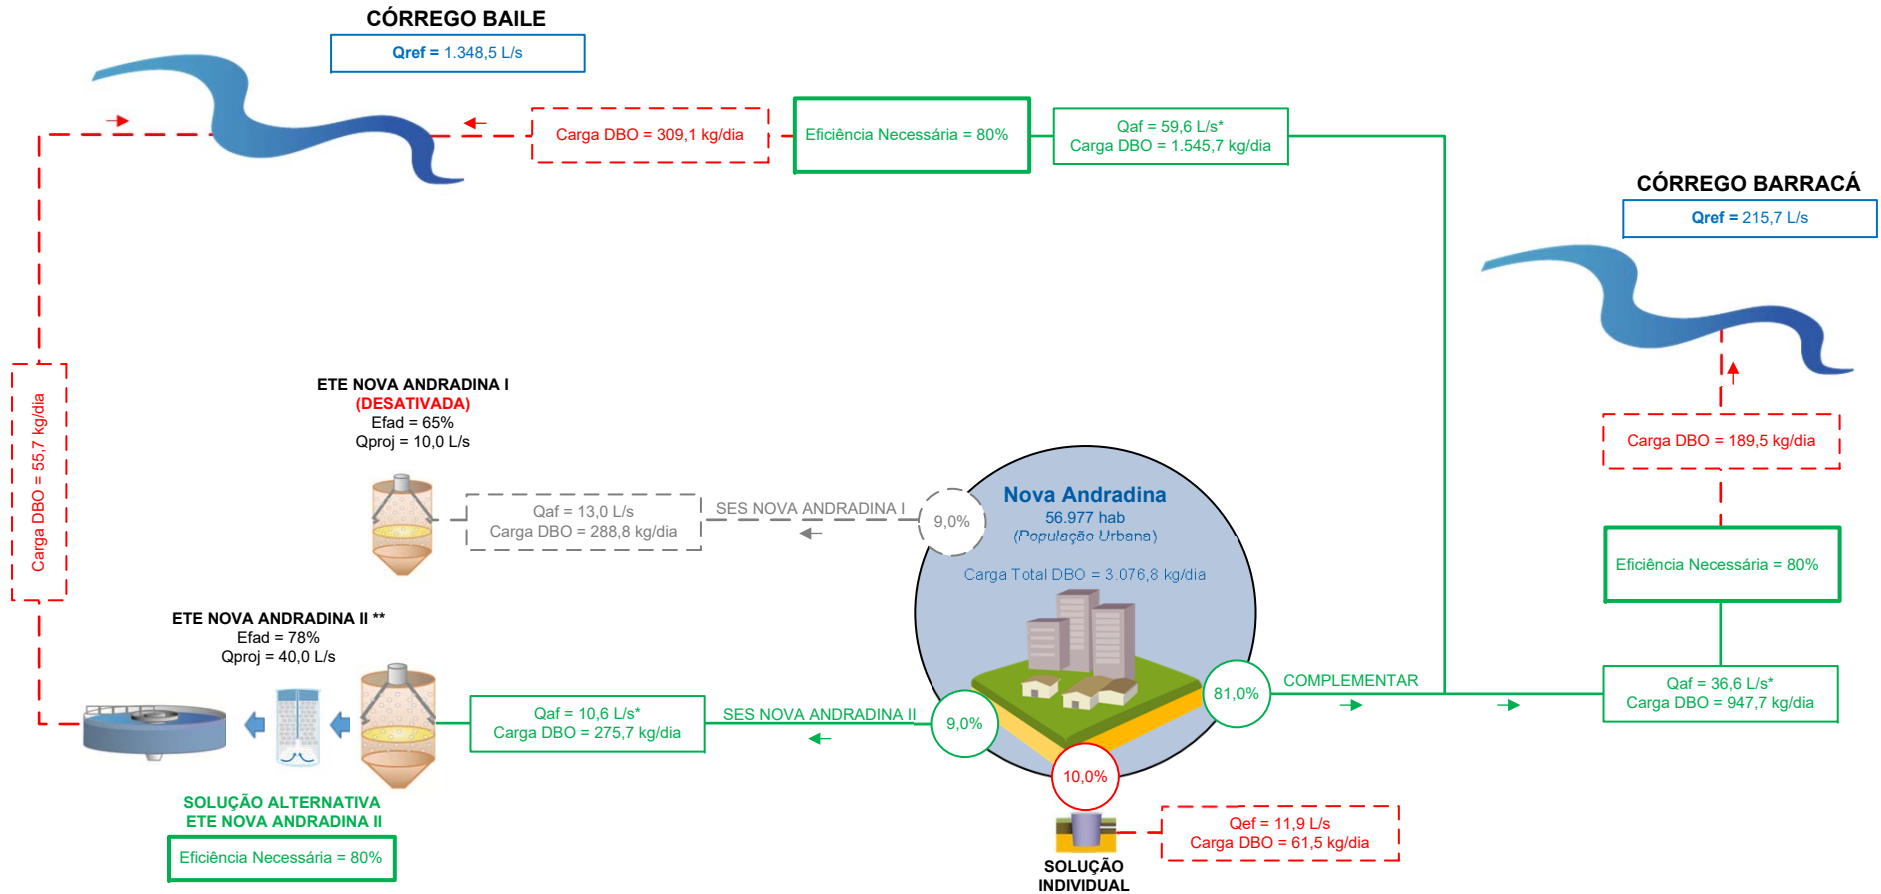 CÓRREGO BAILE
Qref = 1.348,5 L/s
Carga DBO = 309,1 kg/dia
Eficiência Necessária = 80%
Qaf = 59,6 L/s*
Carga DBO = 1.545,7 kg/dia
CÓRREGO BARRACÁ
Qref = 215,7 L/s
Carga DBO = 55,7 kg/dia
ETE NOVA ANDRADINA I
(DESATIVADA)
Efad = 65%
Qproj = 10,0 L/s
Qaf = 13,0 L/s
Carga DBO = 288,8 kg/dia
SES NOVA ANDRADINA I
9,0%
Nova Andradina
56.977 hab
(População Urbana)
Carga Total DBO = 3.076,8 kg/dia
Carga DBO = 189,5 kg/dia
Eficiência Necessária = 80%
ETE NOVA ANDRADINA II **
Efad = 78%
Qproj = 40,0 L/s
Qaf = 10,6 L/s*
Carga DBO = 275,7 kg/dia
SES NOVA ANDRADINA II
9,0%
81,0%
COMPLEMENTAR
Qaf = 36,6 L/s*
Carga DBO = 947,7 kg/dia
10,0%
SOLUÇÃO ALTERNATIVA
ETE NOVA ANDRADINA II
Eficiência Necessária = 80%
Qef = 11,9 L/s
Carga DBO = 61,5 kg/dia
SOLUÇÃO
INDIVIDUAL